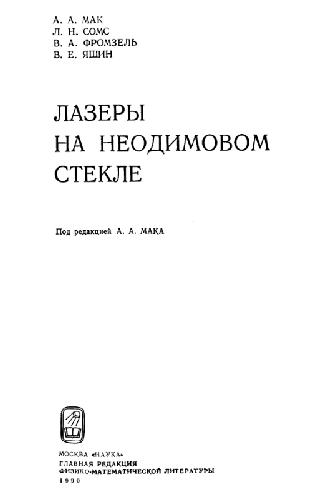 А. А. МАК
Л. Н. СОМС
В. А. ФРОМЗЕЛЬ
В. Е. ЯШИН
ЛАЗЕРЫ
НА НЕОДИМОВОМ
СТЕКЛЕ
Под редакцией А. А. МАКА
МОСКВА «НАУКА»
ГЛАВНАЯ РЕДАКЦИЯ
ФИЗИКО-МАТЕМАТИЧЕСКОЙ ЛИТЕРАТУРЫ
1990